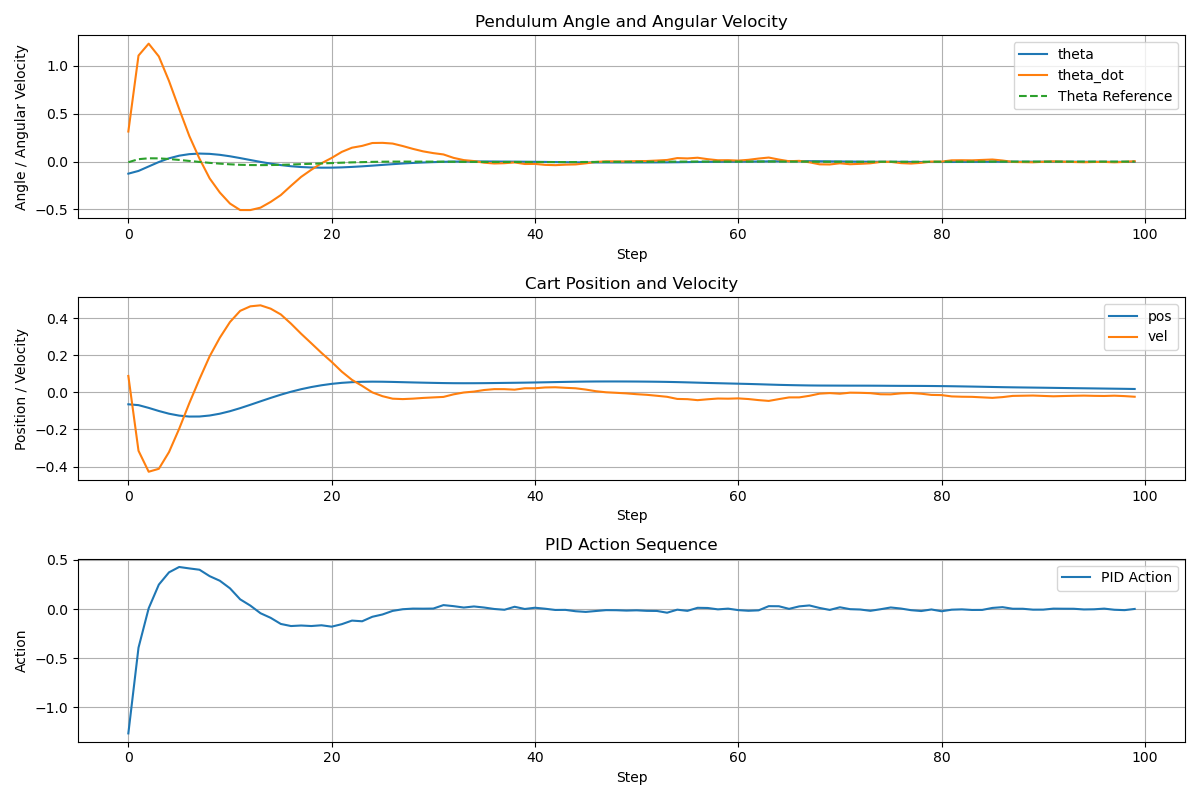 Pendulum Angle and Angular Velocity
Angle / Angular Velocity
1.0
0.5
0.0
−0.5
theta
theta_dot
Theta Reference
0 20 40 60 80 100
Step
Cart Position and Velocity
Position / Velocity
0.4
0.2
0.0
−0.2
−0.4
pos
vel
0 20 40 60 80 100
Step
PID Action Sequence
Action
0.5
0.0
−0.5
−1.0
PID Action
0 20 40 60 80 100
Step